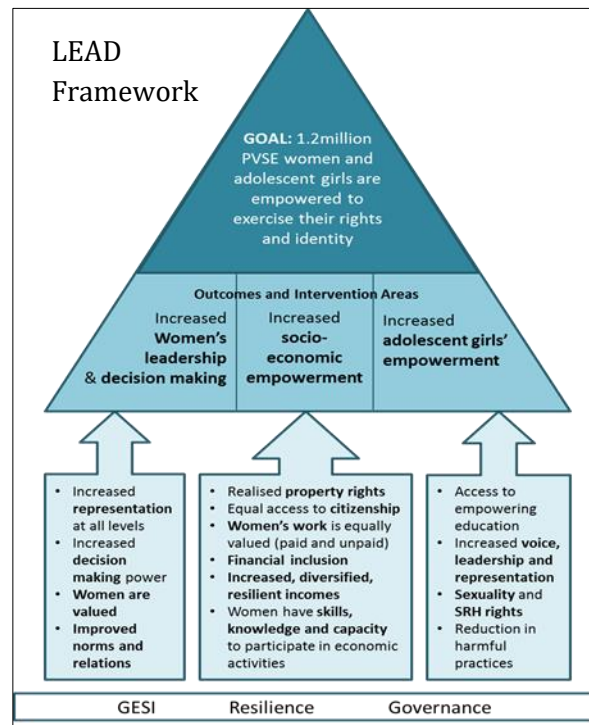 LEAD
Framework
GOAL: 1.2million
PVSE women and
adolescent girls are
empowered to
exercise their rights
and identity
Outcomes and Intervention Areas
Increased
Women's
leadership
& decision making
Increased
socio-
economic
empowerment
Increased
adolescent girls'
empowerment
• Increased
representation
at all levels
• Increased
decision
making power
• Women are
valued
• Improved
norms and
relations
• Realised property rights
• Equal access to citizenship
• Women's work is equally
valued (paid and unpaid)
• Financial inclusion
• Increased, diversified,
resilient incomes
• Women have skills,
knowledge and capacity
to participate in economic
activities
• Access to
empowering
education
• Increased voice,
leadership and
representation
• Sexuality and
SRH rights
• Reduction in
harmful
practices
GESI Resilience Governance